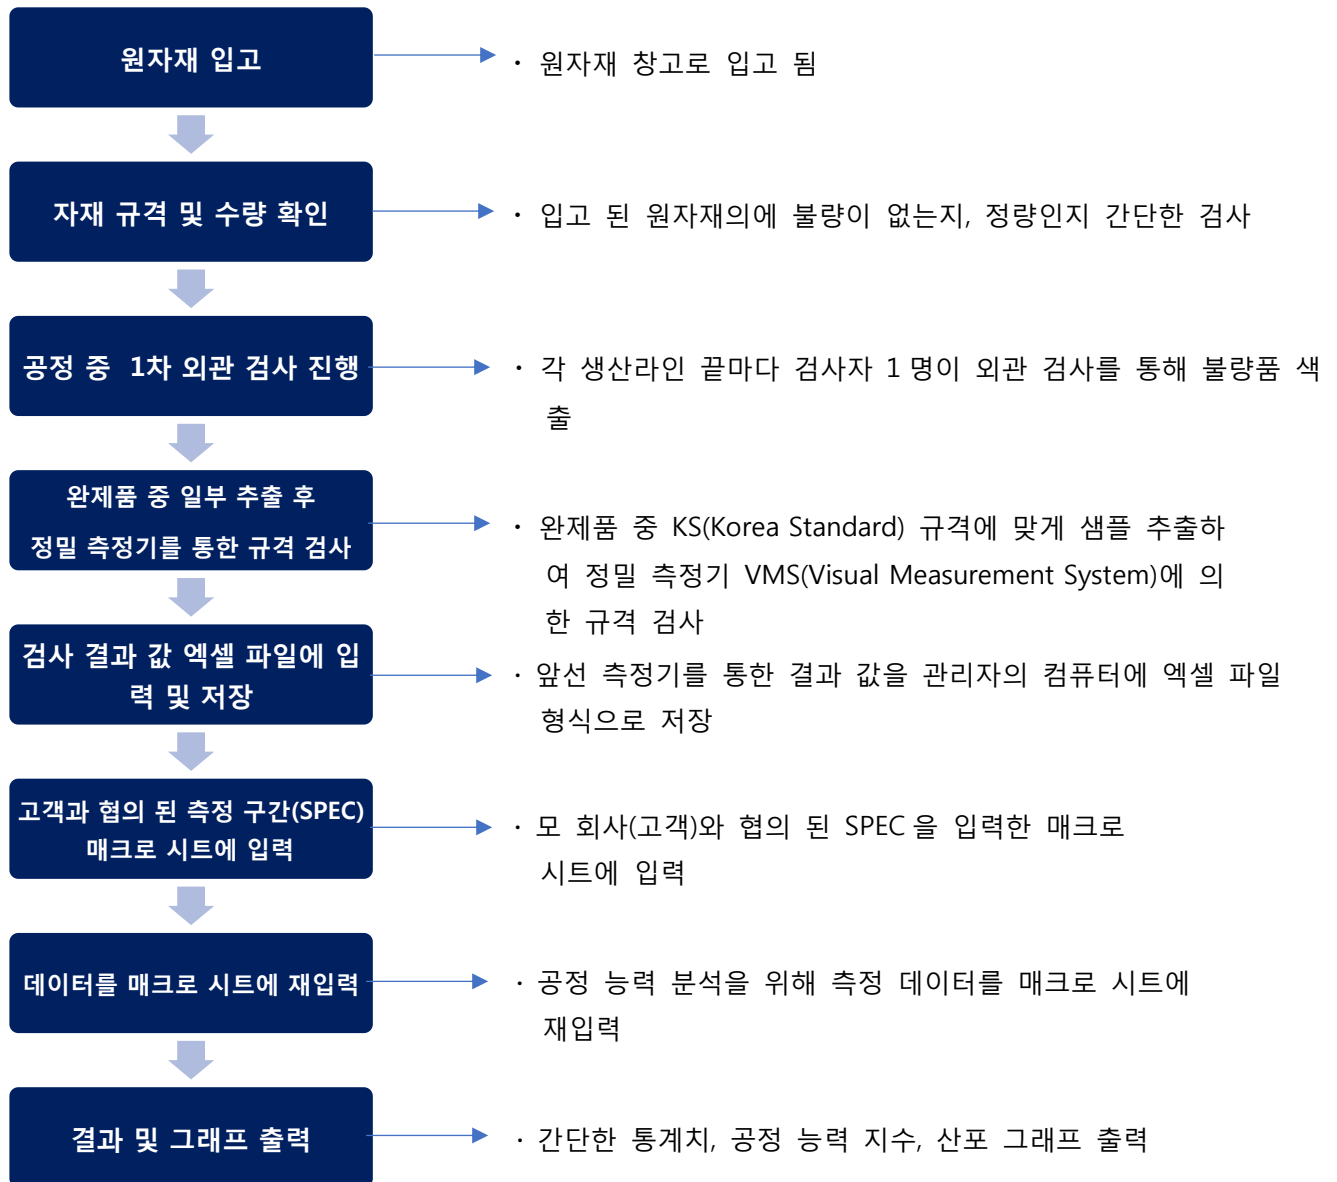 원자재 입고
· 원자재 창고로 입고 됨
자재 규격 및 수량 확인
· 입고 된 원자재의에 불량이 없는지, 정량인지 간단한 검사
공정 중 1차 외관 검사 진행
· 각 생산라인 끝마다 검사자 1명이 외관 검사를 통해 불량품 색
출
완제품 중 일부 추출 후
정밀 측정기를 통한 규격 검사
· 완제품 중 KS(Korea Standard) 규격에 맞게 샘플 추출하
여 정밀 측정기 VMS(Visual Measurement System)에 의
한 규격 검사
검사 결과 값 엑셀 파일에 입
력 및 저장
· 앞선 측정기를 통한 결과 값을 관리자의 컴퓨터에 엑셀 파일
형식으로 저장
고객과 협의 된 측정 구간(SPEC)
매크로 시트에 입력
· 모 회사(고객)와 협의 된 SPEC을 입력한 매크로
시트에 입력
데이터를 매크로 시트에 재입력
· 공정 능력 분석을 위해 측정 데이터를 매크로 시트에
재입력
결과 및 그래프 출력
· 간단한 통계치, 공정 능력 지수, 산포 그래프 출력